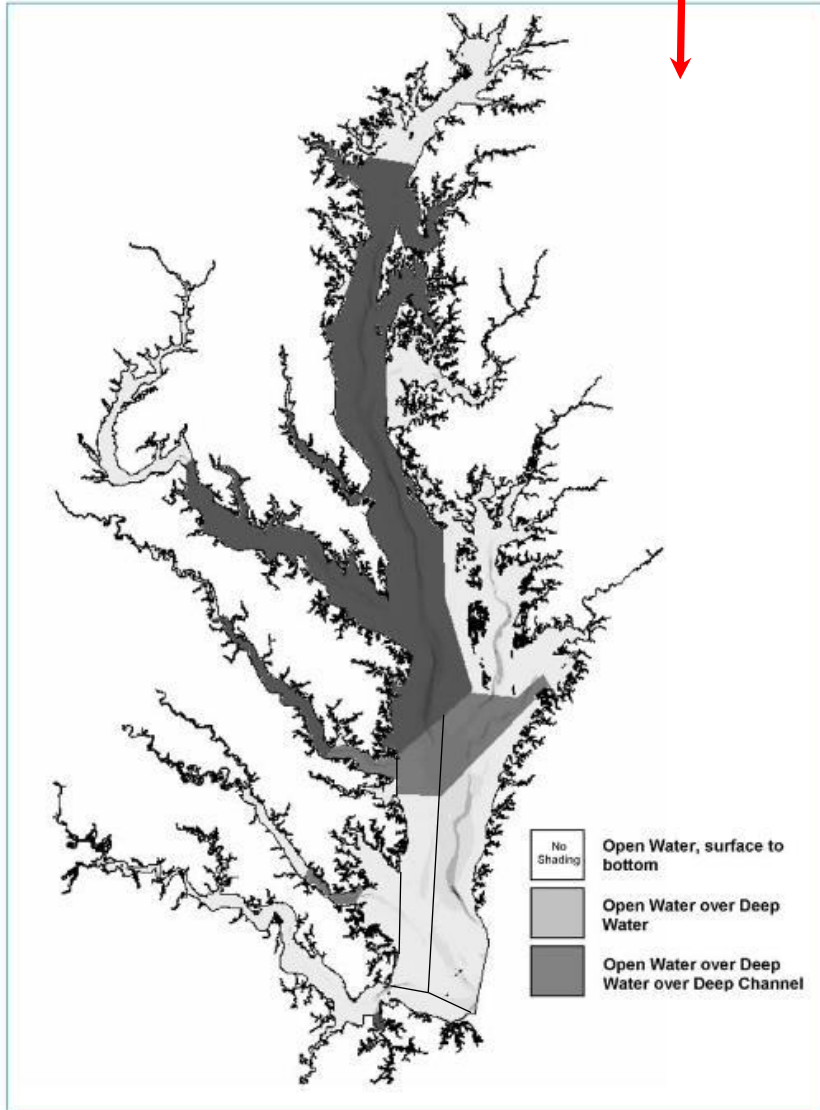 No
Shading
Open Water, surface to
bottom
Open Water over Deep
Water
Open Water over Deep
Water over Deep Channel